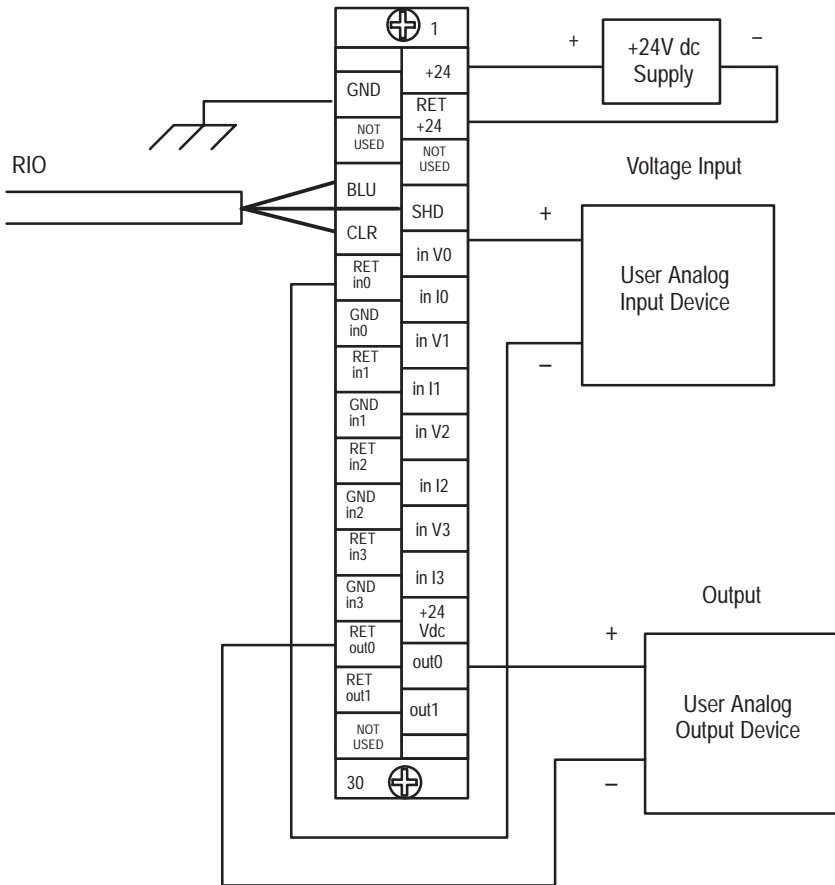 1
+24
+ +24V dc −
Supply
GND
RET
+24
NOT
USED
NOT
USED
RIO
Voltage Input
BLU
SHD
+
CLR
in V0
User Analog
Input Device
RET
in0
in I0
GND
in0
in V1
−
RET
in1
in I1
GND
in1
in V2
RET
in2
in I2
GND
in2
in V3
RET
in3
in I3
GND
in3
+24
Vdc
Output
RET
out0
out0
+
RET
out1
out1
User Analog
Output Device
NOT
USED
−
30